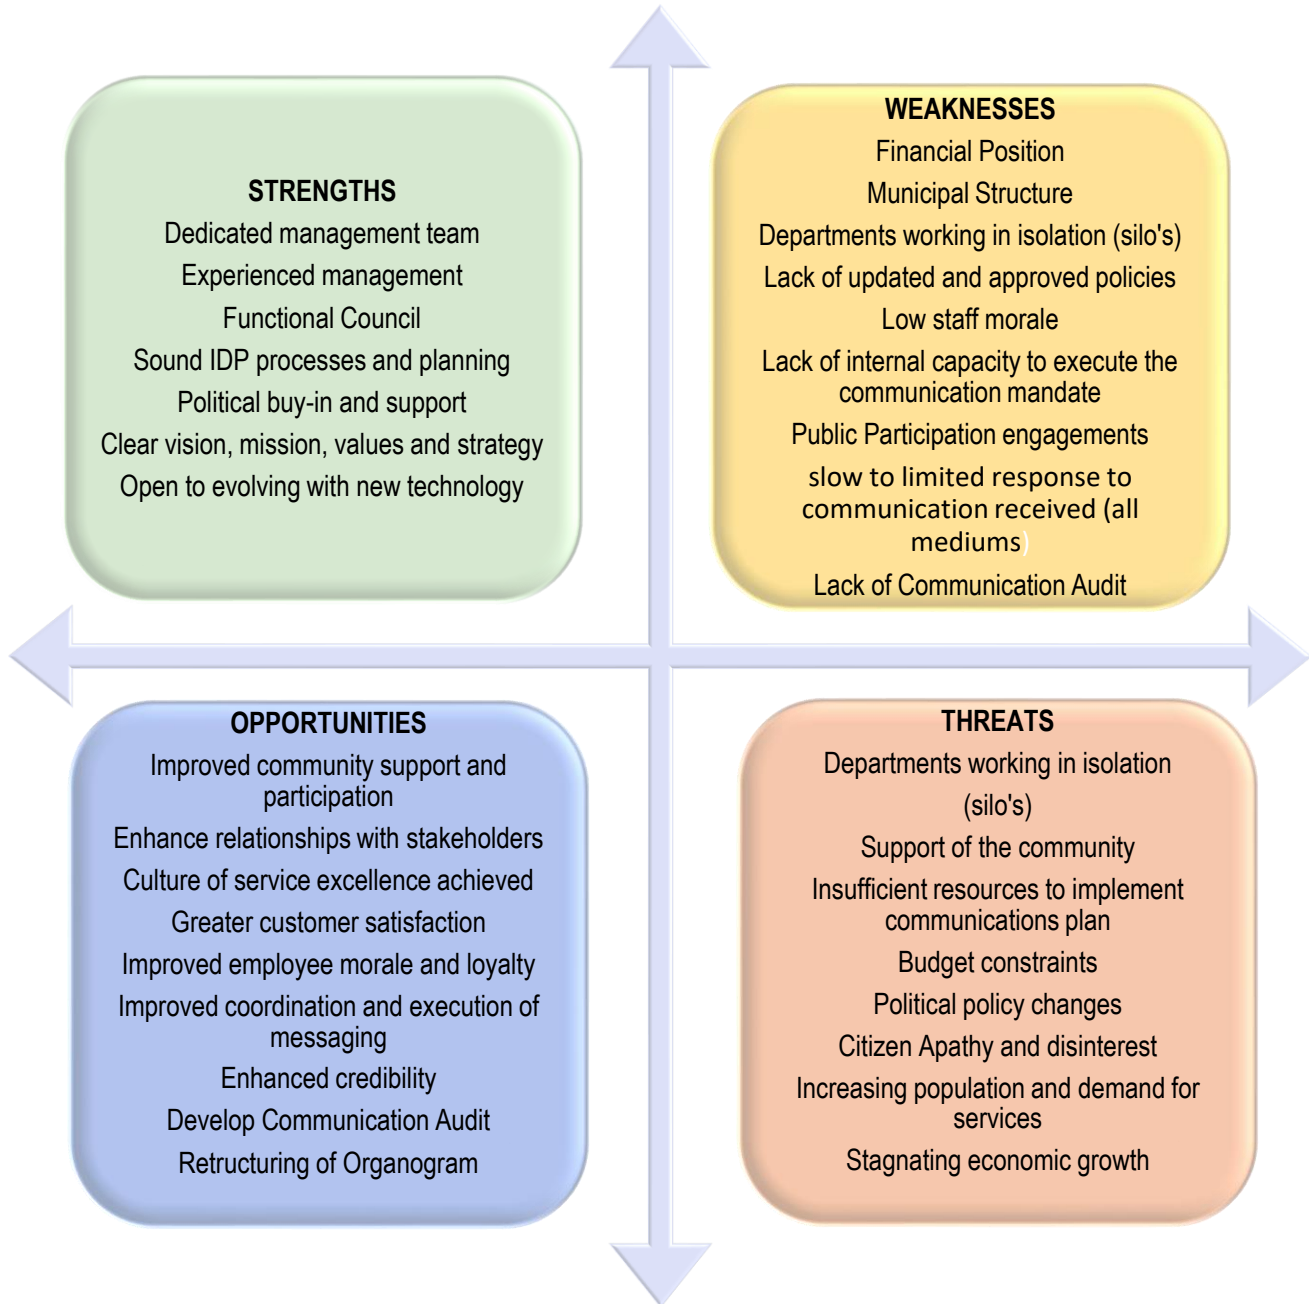 STRENGTHS
Dedicated management team
Experienced management
Functional Council
Sound IDP processes and planning
Political buy-in and support
Clear vision, mission, values and strategy
Open to evolving with new technology
WEAKNESSES
Financial Position
Municipal Structure
Departments working in isolation (silo's)
Lack of updated and approved policies
Low staff morale
Lack of internal capacity to execute the
communication mandate
Public Participation engagements
slow to limited response to
communication received (all
mediums)
Lack of Communication Audit
OPPORTUNITIES
Improved community support and
participation
Enhance relationships with stakeholders
Culture of service excellence achieved
Greater customer satisfaction
Improved employee morale and loyalty
Improved coordination and execution of
messaging
Enhanced credibility
Develop Communication Audit
Retructuring of Organogram
THREATS
Departments working in isolation
(silo's)
Support of the community
Insufficient resources to implement
communications plan
Budget constraints
Political policy changes
Citizen Apathy and disinterest
Increasing population and demand for
services
Stagnating economic growth